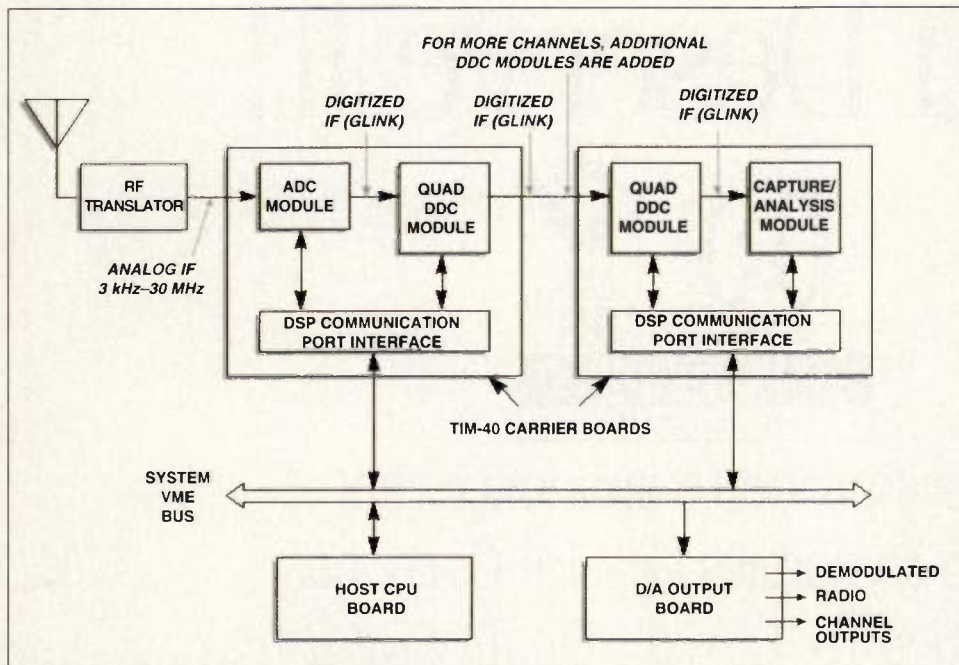 FOR MORE CHANNELS, ADDITIONAL
DDC MODULES ARE ADDED
DIGITIZED
IF (GLINK)
DIGITIZED
IF (GLINK)
DIGITIZED
IF (GLINK)
RF
TRANSLATOR
ADC
MODULE
QUAD
DDC
MODULE
QUAD
DDC
MODULE
CAPTURE/
ANALYSIS
MODULE
ANALOG IF
3 kHz–30 MHz
DSP COMMUNICATION
PORT INTERFACE
DSP COMMUNICATION
PORT INTERFACE
TIM-40 CARRIER BOARDS
SYSTEM
VME
BUS
HOST CPU
BOARD
D/A OUTPUT
BOARD
DEMODULATED
RADIO
CHANNEL
OUTPUTS